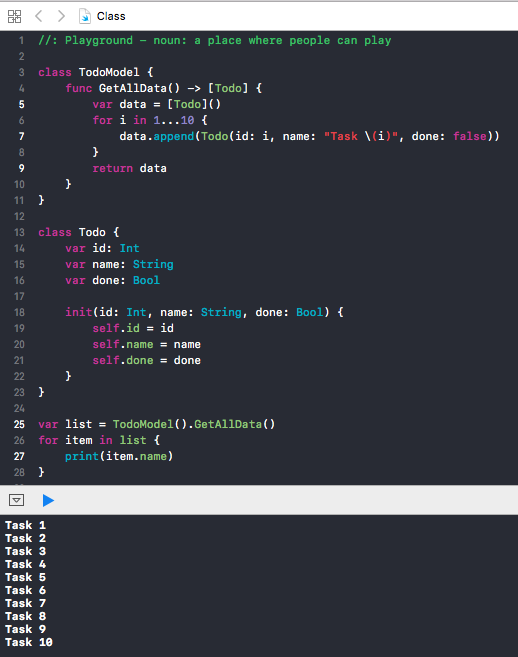 Class
1 //: Playground – noun: a place where people can play
2
3 class TodoModel {
4     func GetAllData() -> [Todo] {
5         var data = [Todo]()
6         for i in 1...10 {
7             data.append(Todo(id: i, name: "Task \(i)", done: false))
8         }
9         return data
10     }
11 }
12
13 class Todo {
14     var id: Int
15     var name: String
16     var done: Bool
17
18     init(id: Int, name: String, done: Bool) {
19         self.id = id
20         self.name = name
21         self.done = done
22     }
23 }
24
25 var list = TodoModel().GetAllData()
26 for item in list {
27     print(item.name)
28 }
Task 1
Task 2
Task 3
Task 4
Task 5
Task 6
Task 7
Task 8
Task 9
Task 10